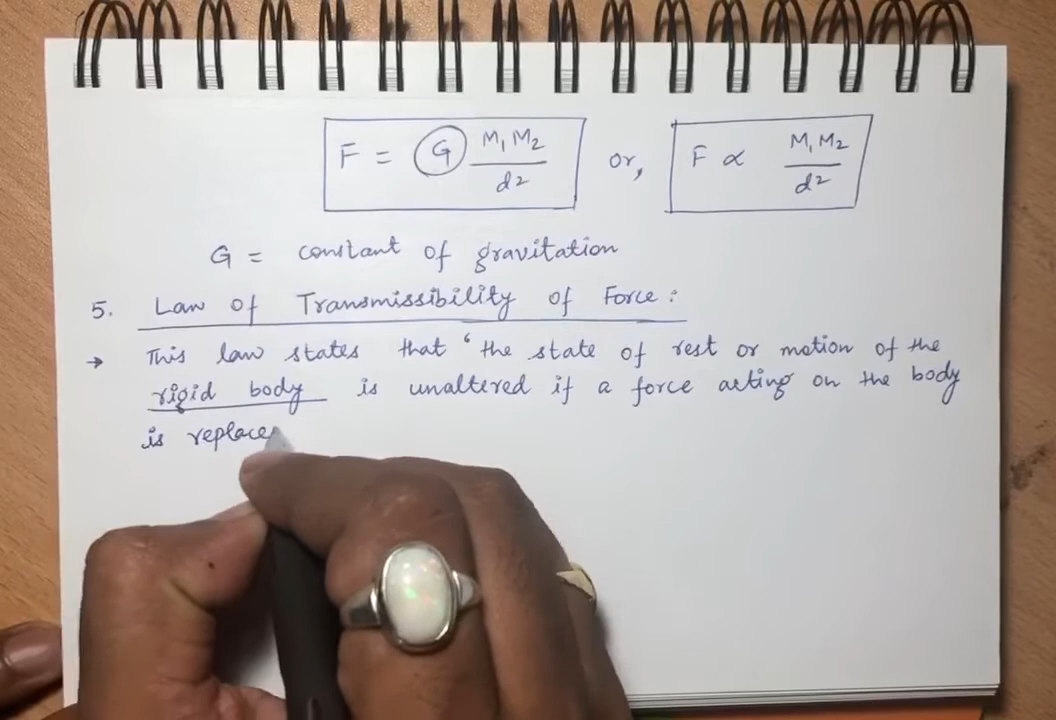 F = G M₁M₂/d² or, F ∝ M₁M₂/d²
G = constant of gravitation
5. Law of Transmissibility of Force:
→ This law states that ‘the state of rest or motion of the
rigid body is unaltered if a force acting on the body
is replace